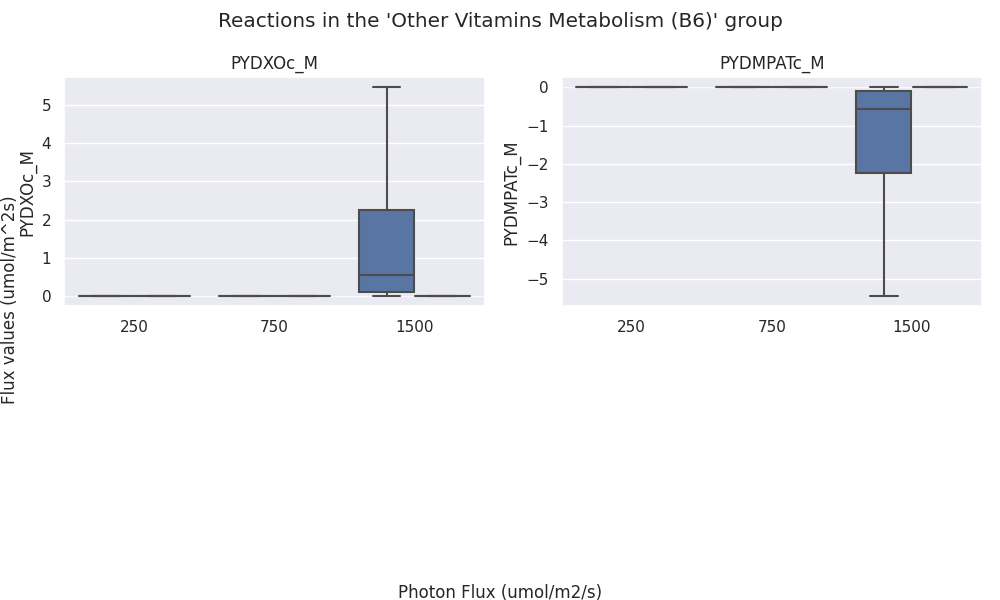 Reactions in the 'Other Vitamins Metabolism (B6)' group
PYDXOc_M
PYDMPATc_M
Flux values (umol/m^2s)
PYDXOc_M
5
4
3
2
1
0
250
750
1500
PYDMPATc_M
0
−1
−2
−3
−4
−5
250
750
1500
Photon Flux (umol/m2/s)